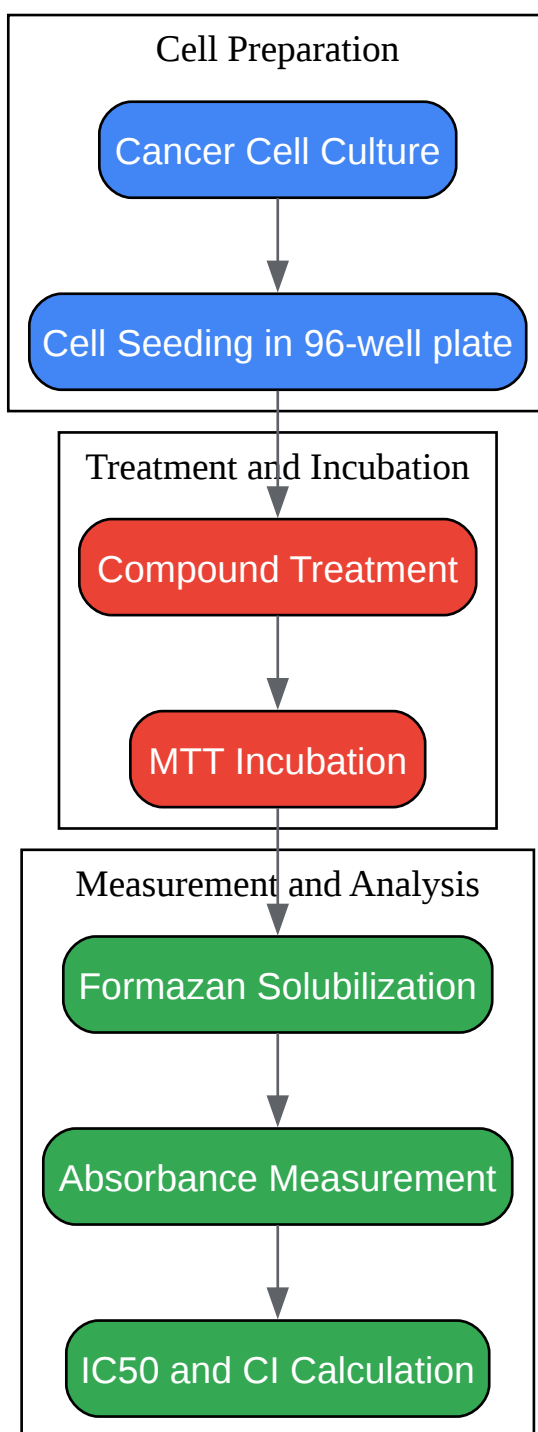 Cell Preparation
Cancer Cell Culture
Cell Seeding in 96-well plate
Treatment and Incubation
Compound Treatment
MTT Incubation
Measurement and Analysis
Formazan Solubilization
Absorbance Measurement
IC50 and CI Calculation